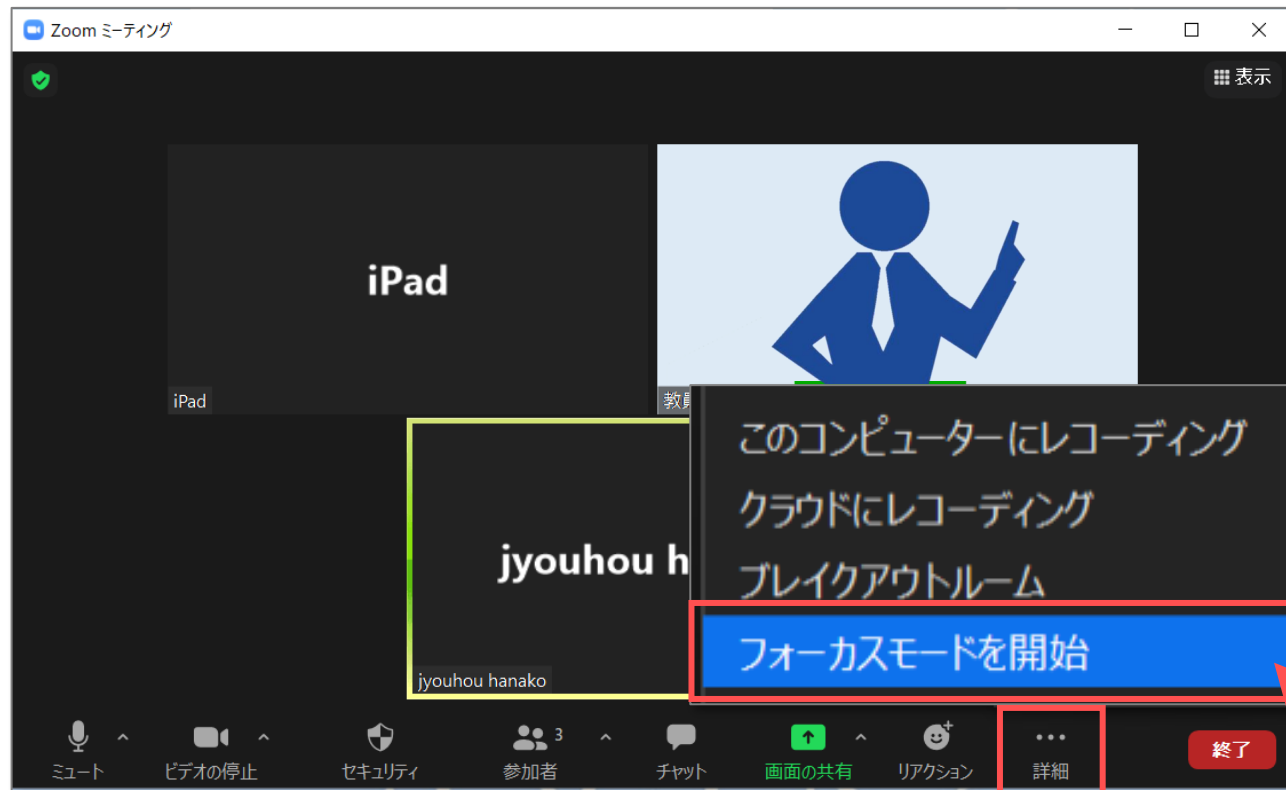 Zoom ミーティング
表示
iPad
iPad
教員
jyouhou h
jyouhou hanako
このコンピューターにレコーディング
クラウドにレコーディング
ブレイクアウトルーム
フォーカスモードを開始
ミュート
ビデオの停止
セキュリティ
3
参加者
チャット
画面の共有
リアクション
詳細
終了